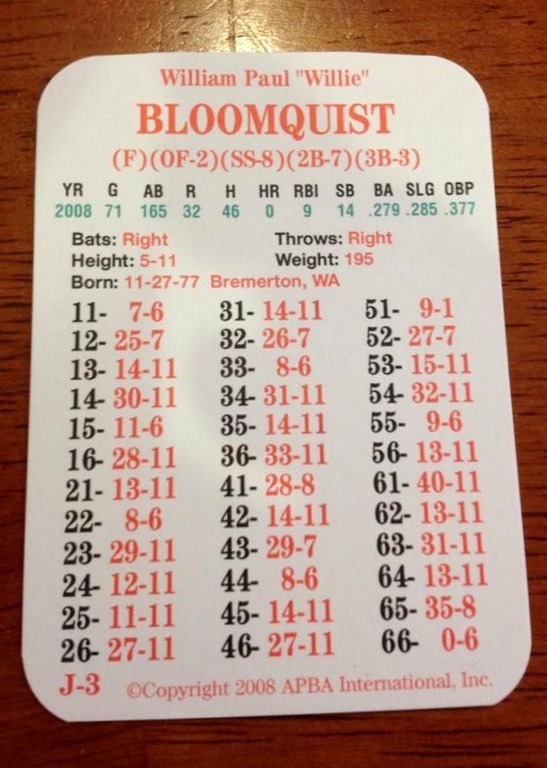 William Paul "Willie"
BLOOMQUIST
(F)(OF-2)(SS-8)(2B-7)(3B-3)
YR G AB R H HR RBI SB BA SLG OBP
2008 71 165 32 46 0 9 14 .279 .285 .377
Bats: Right Throws: Right
Height: 5-11 Weight: 195
Born: 11-27-77 Bremerton, WA
11- 7-6 31- 14-11 51- 9-1
12- 25-7 32- 26-7 52- 27-7
13- 14-11 33- 8-6 53- 15-11
14- 30-11 34- 31-11 54- 32-11
15- 11-6 35- 14-11 55- 9-6
16- 28-11 36- 33-11 56- 13-11
21- 13-11 41- 28-8 61- 40-11
22- 8-6 42- 14-11 62- 13-11
23- 29-11 43- 29-7 63- 31-11
24- 12-11 44- 8-6 64- 13-11
25- 11-11 45- 14-11 65- 35-8
26- 27-11 46- 27-11 66- 0-6
J-3 ©Copyright 2008 APBA International, Inc.